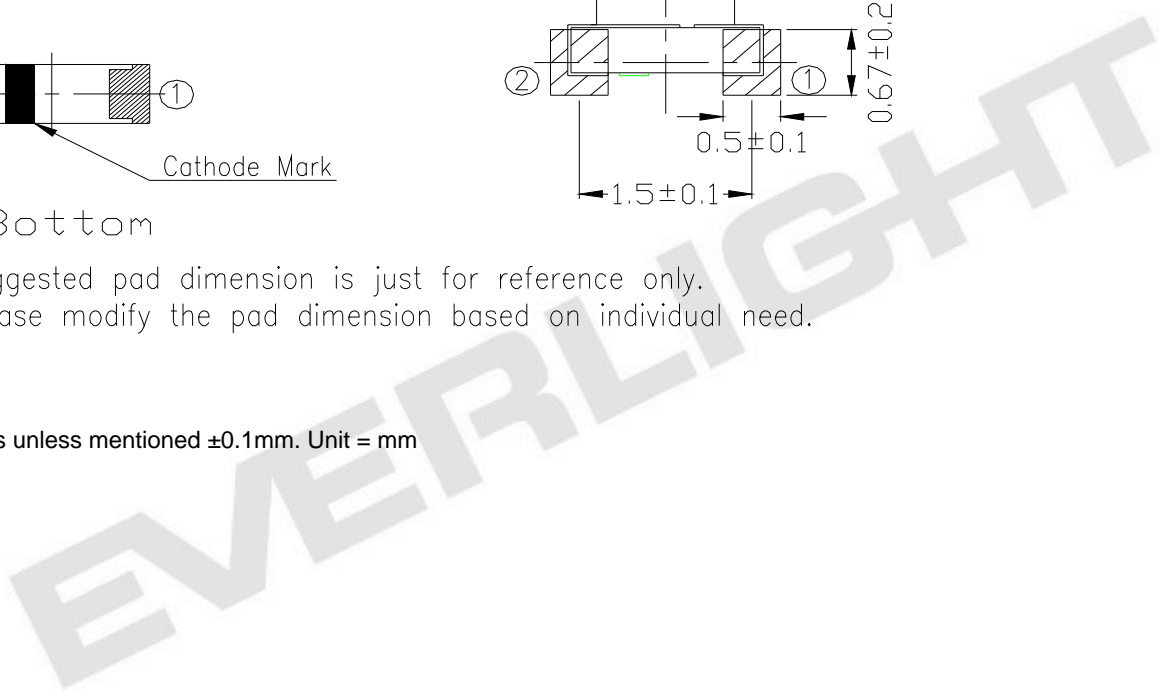 0.67±0.2
②
①
①
0.5±0.1
Cathode Mark
1.5±0.1
Bottom
ggested pad dimension is just for reference only.
ase modify the pad dimension based on individual need.
s unless mentioned ±0.1mm. Unit = mm
EVERLIGHT